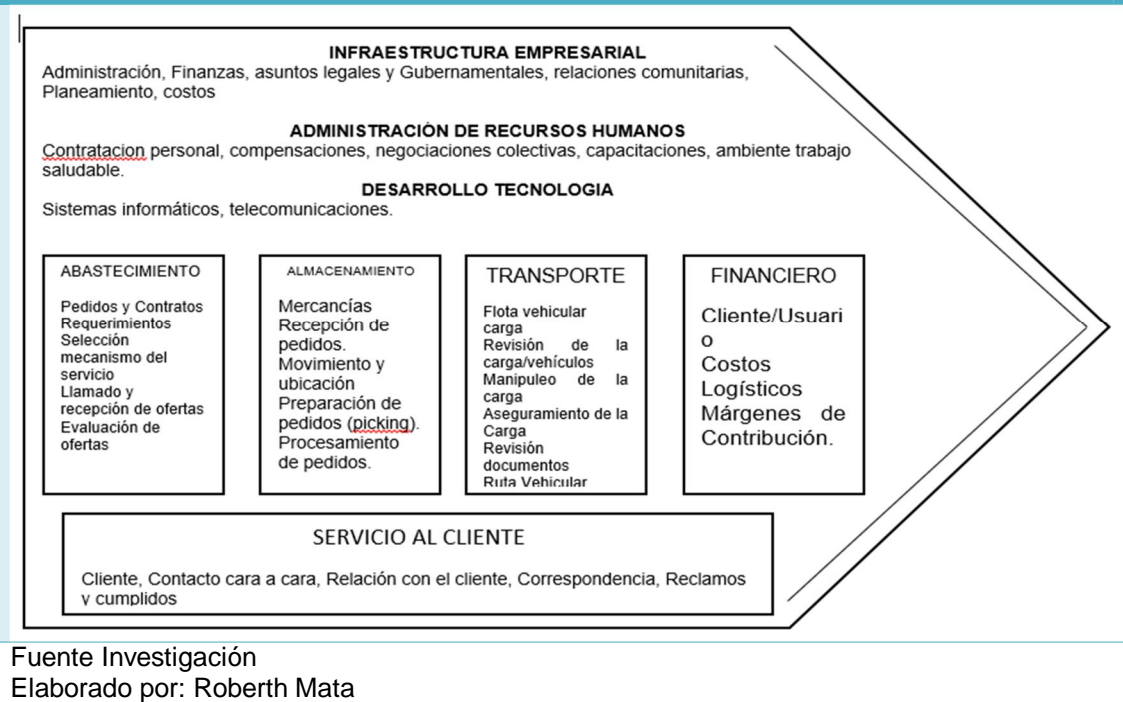 INFRAESTRUCTURA EMPRESARIAL
Administración, Finanzas, asuntos legales y Gubernamentales, relaciones comunitarias,
Planeamiento, costos
ADMINISTRACIÓN DE RECURSOS HUMANOS
Contratacion personal, compensaciones, negociaciones colectivas, capacitaciones, ambiente trabajo
saludable.
DESARROLLO TECNOLOGIA
Sistemas informáticos, telecomunicaciones.
ABASTECIMIENTO
Pedidos y Contratos
Requerimientos
Selección
mecanismo del
servicio
Llamado y
recepción de ofertas
Evaluación de
ofertas
ALMACENAMIENTO
Mercancías
Recepción de
pedidos.
Movimiento y
ubicación
Preparación de
pedidos (picking).
Procesamiento
de pedidos.
TRANSPORTE
Flota vehicular
carga
Revisión de la
carga/vehículos
Manipuleo de la
carga
Aseguramiento de la
Carga
Revisión
documentos
Ruta Vehicular
FINANCIERO
Cliente/Usuari
o
Costos
Logísticos
Márgenes de
Contribución.
SERVICIO AL CLIENTE
Cliente, Contacto cara a cara, Relación con el cliente, Correspondencia, Reclamos
y cumplidos
Fuente Investigación
Elaborado por: Roberth Mata